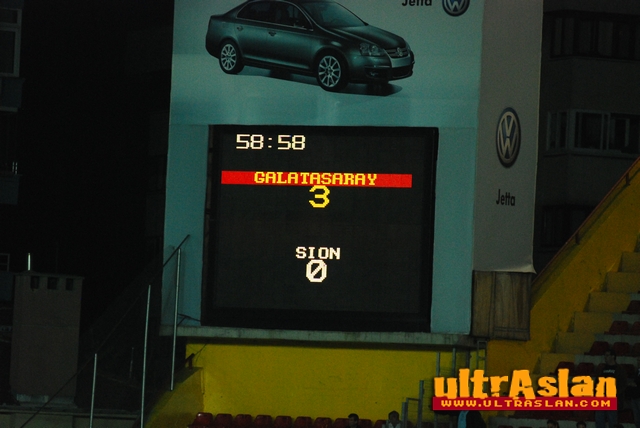 Jetta
58:58
GALATASARAY
3
SION
0
Jetta
ultrAslan
WWW.ULTRASLAN.COM